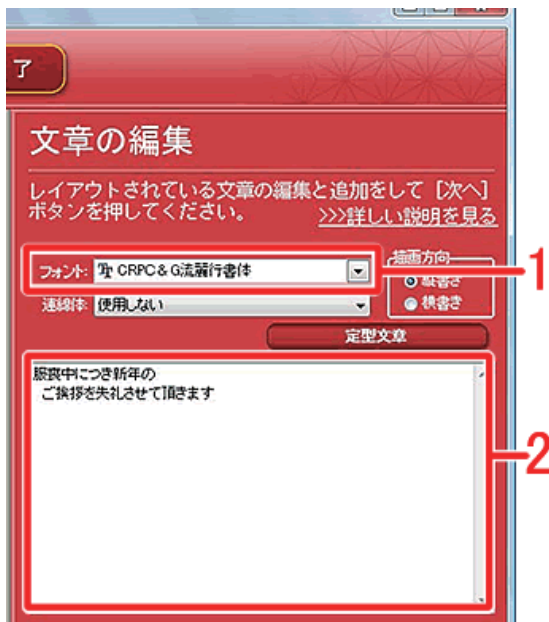 了
文章の編集
レイアウトされている文章の編集と追加をして［次へ］
ボタンを押してください。 >>>詳しい説明を見る
フォント: CRPC&G流麗行書体
描画方向
縦書き
1
連綿体: 使用しない
横書き
定型文章
服喪中につき新年の
ご挨拶を失礼させて頂きます
2